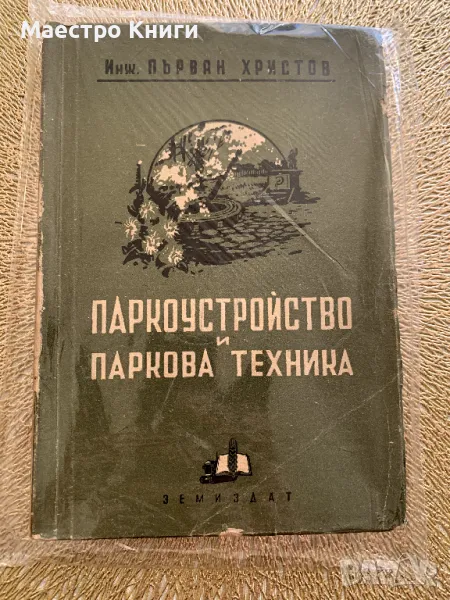 Маестро Книги
Инж. ПЪРВАН ХРИСТОВ
ПАРКОУСТРОЙСТВО
и
ПАРКОВА ТЕХНИКА
ЗЕМИЗДАТ